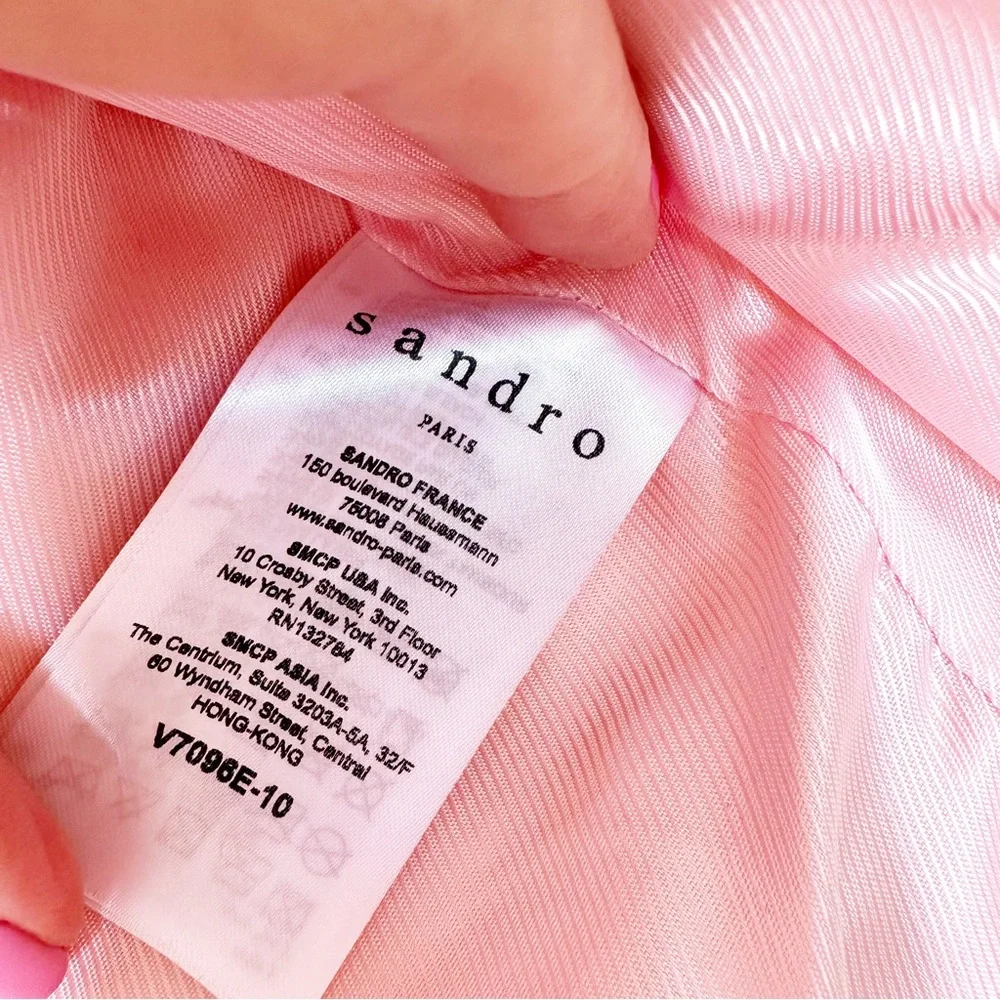 sandro
PARIS
SANDRO FRANCE
150 boulevard Haussmann
75008 Paris
www.sandro-paris.com
SMCP USA Inc.
10 Crosby Street, 3rd Floor
New York, New York 10013
RN132784
SMCP ASIA Inc.
The Centrium, Suite 3203A-5A, 32/F
60 Wyndham Street, Central
HONG-KONG
V7096E-10